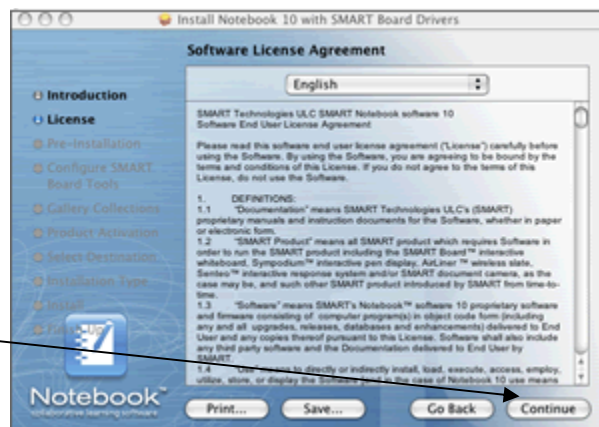 Install Notebook 10 with SMART Board Drivers
Software License Agreement
English
Introduction
License
Pre-Installation
Configure SMART
Board Tools
Gallery Collections
Product Activation
Select Destination
Installation Type
Install
Notebook™
collaborative learning software
SMART Technologies ULC SMART Notebook software 10
Software End User License Agreement
Please read this software end user license agreement ("License") carefully before
using the Software. By using the Software, you are agreeing to be bound by the
terms and conditions of this License. If you do not agree to the terms of this
License, do not use the Software.
1. DEFINITIONS:
1.1 "Documentation" means SMART Technologies ULC's (SMART)
proprietary manuals and instruction documents for the Software, whether in paper
or electronic form.
1.2 "SMART Product" means all SMART product which requires Software in
order to run the SMART product including the SMART Board™ interactive
whiteboard, Sympodium™ interactive pen display, AirLiner™ wireless slate,
Senteo™ interactive response system and/or SMART document camera, as the
case may be, and such other SMART product introduced by SMART from time-to-
time.
1.3 "Software" means SMART's Notebook™ software 10 proprietary software
and firmware consisting of computer program(s) in object code form (including
any and all upgrades, releases, databases and enhancements) delivered to End
User and any copies thereof pursuant to this License. Software shall also include
any third party software and the Documentation delivered to End User by
SMART.
1.4 "Use" means to directly or indirectly install, load, execute, access, employ,
utilize, store, or display the Software (and in the case of Notebook 10 use means
Print...
Save...
Go Back
Continue